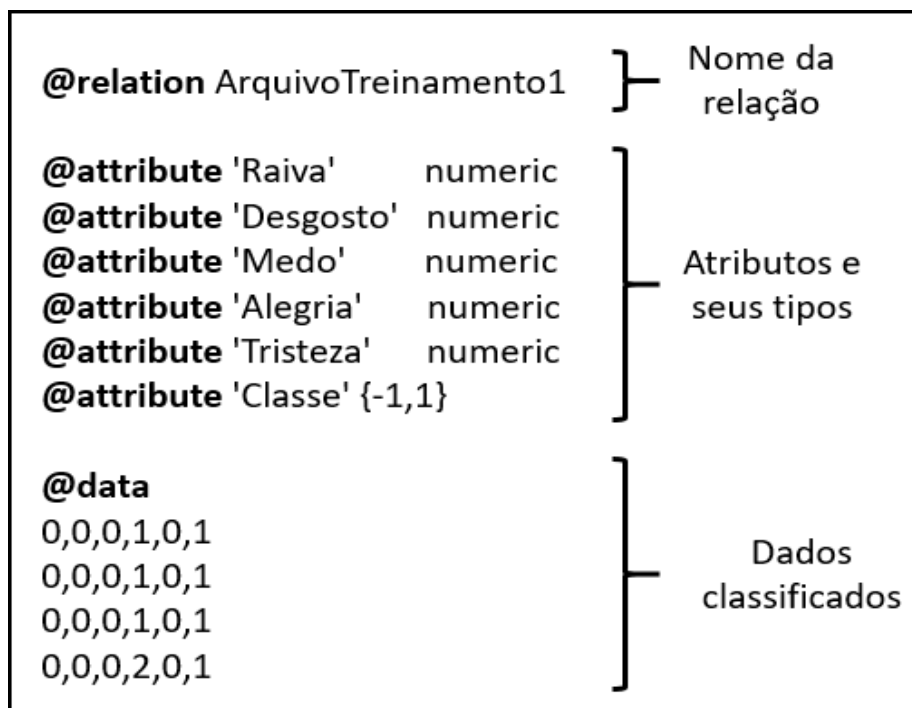 @relation ArquivoTreinamento1
Nome da
relação
@attribute 'Raiva' numeric
@attribute 'Desgosto' numeric
@attribute 'Medo' numeric
@attribute 'Alegria' numeric
@attribute 'Tristeza' numeric
@attribute 'Classe' {-1,1}
Atributos e
seus tipos
@data
0,0,0,1,0,1
0,0,0,1,0,1
0,0,0,1,0,1
0,0,0,2,0,1
Dados
classificados